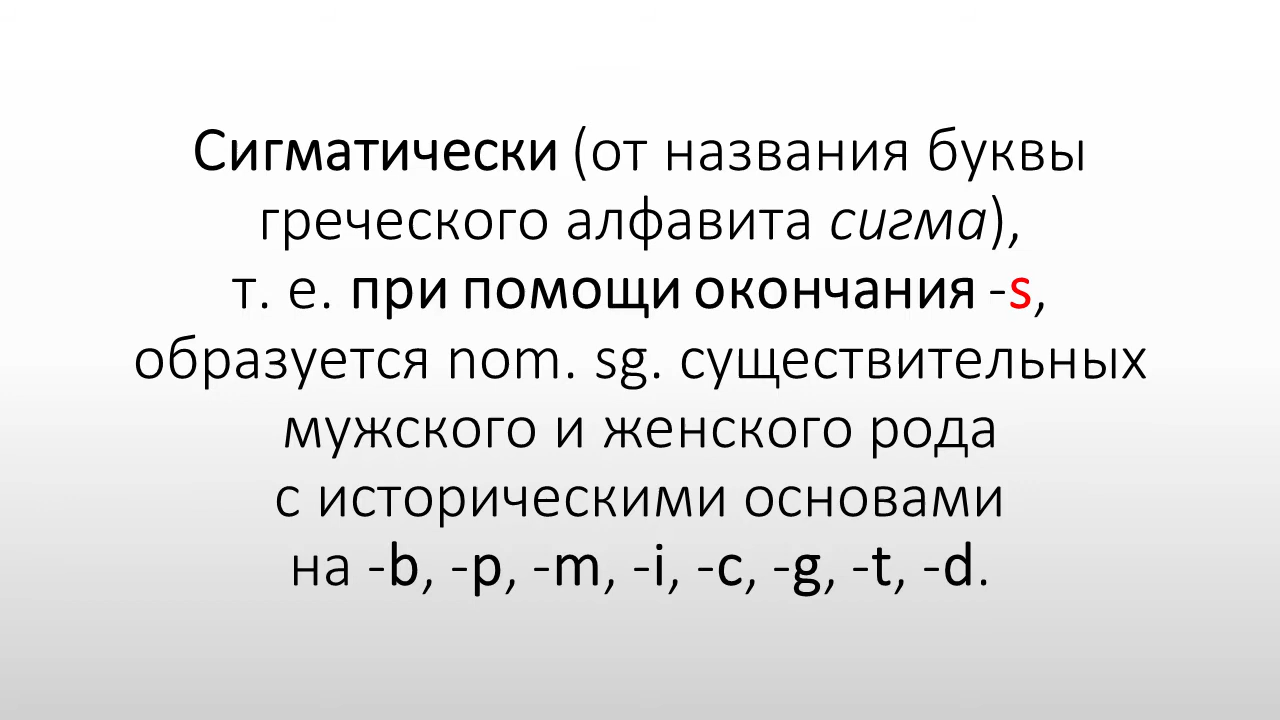 Сигматически (от названия буквы
греческого алфавита сигма),
т. е. при помощи окончания -s,
образуется nom. sg. существительных
мужского и женского рода
с историческими основами
на -b, -p, -m, -i, -c, -g, -t, -d.